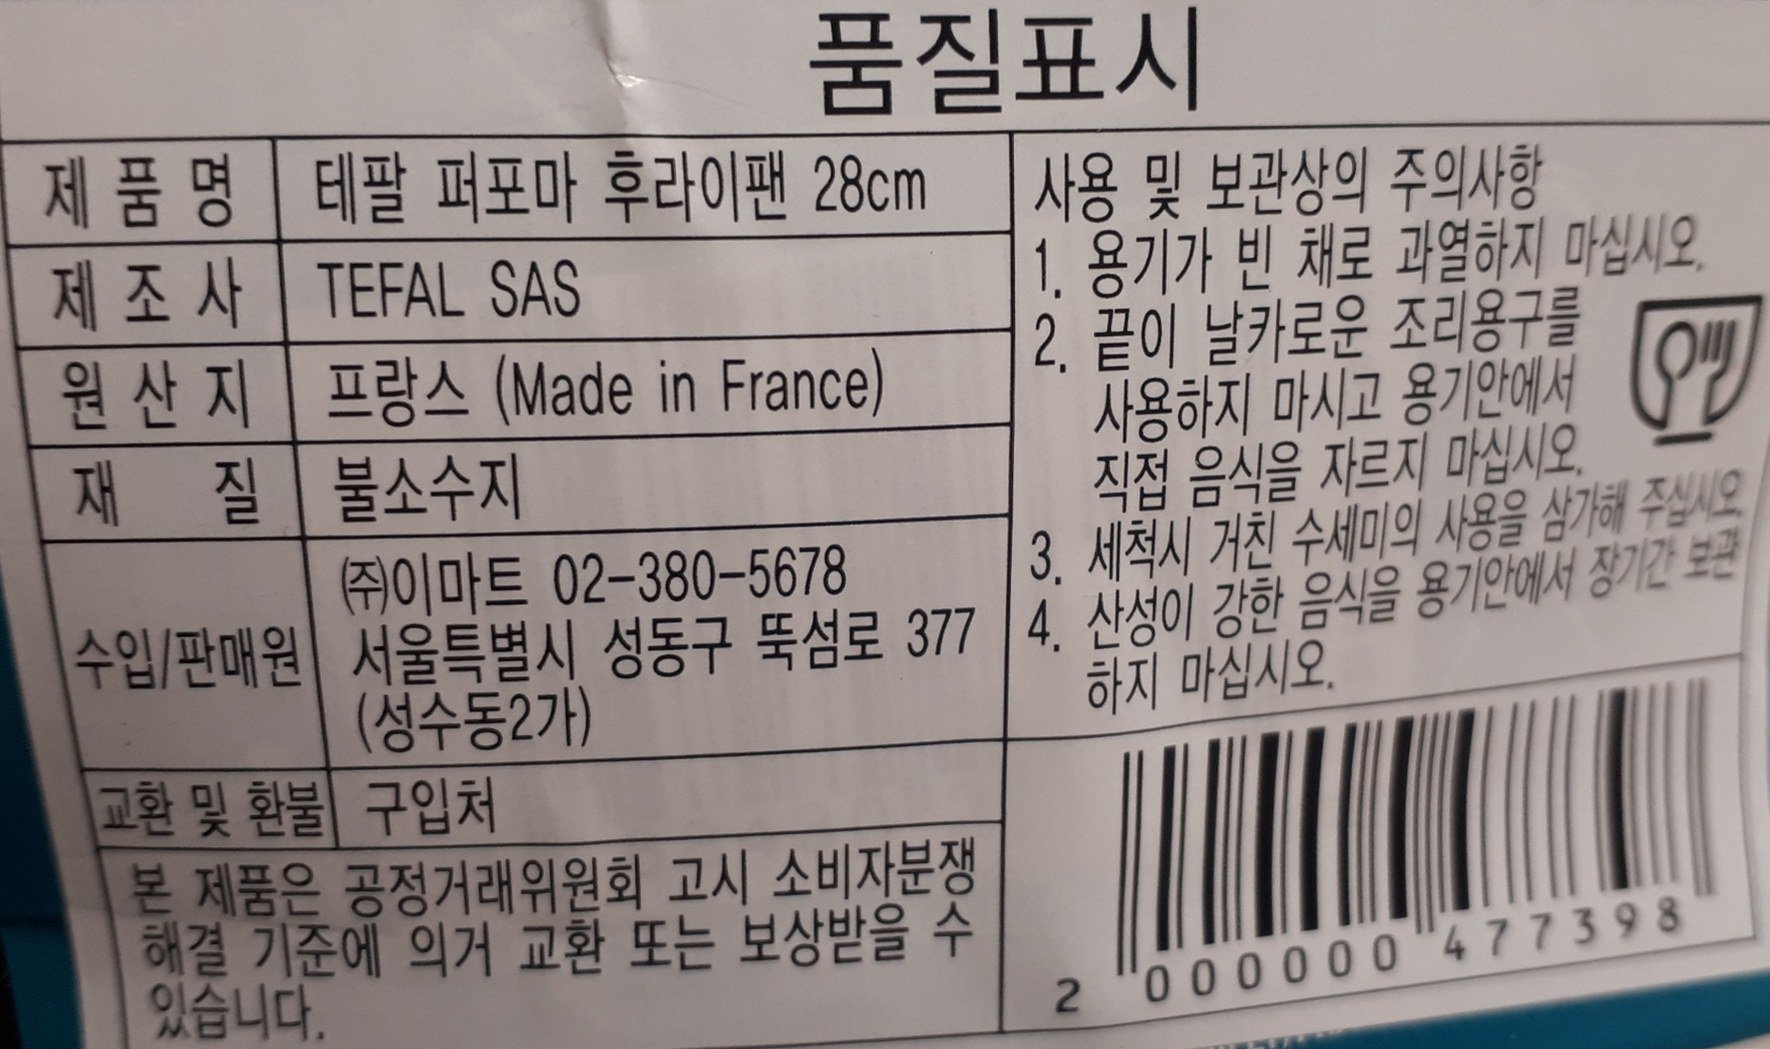 품질표시
제품명 테팔 퍼포마 후라이팬 28cm
제조사 TEFAL SAS
원산지 프랑스 (Made in France)
재질 불소수지
수입/판매원 ㈜이마트 02-380-5678
서울특별시 성동구 뚝섬로 377
(성수동2가)
교환 및 환불 구입처
본 제품은 공정거래위원회 고시 소비자분쟁
해결 기준에 의거 교환 또는 보상받을 수
있습니다.
사용 및 보관상의 주의사항
1. 용기가 빈 채로 과열하지 마십시오.
2. 끝이 날카로운 조리용구를
사용하지 마시고 용기안에서
직접 음식을 자르지 마십시오.
3. 세척시 거친 수세미의 사용을 삼가해 주십시오
4. 산성이 강한 음식을 용기안에서 장기간 보관
하지 마십시오.
2 000000 477398